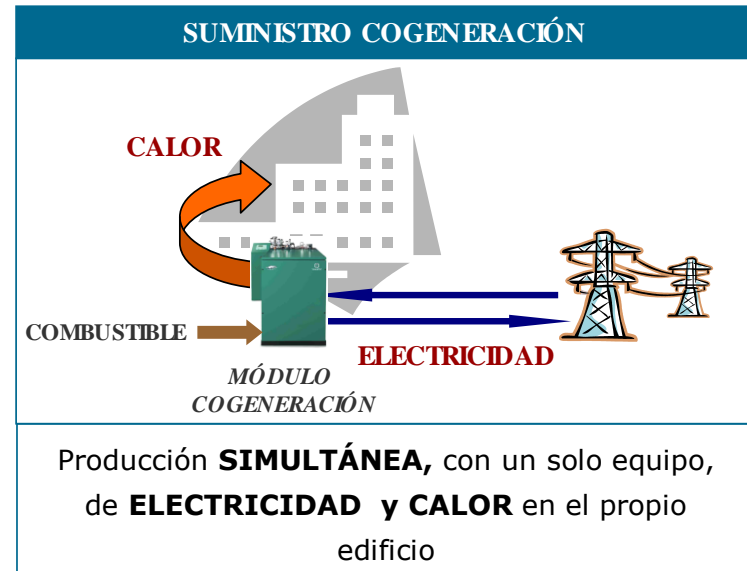 SUMINISTRO COGENERACIÓN
CALOR
COMBUSTIBLE
ELECTRICIDAD
MÓDULO
COGENERACIÓN
Producción SIMULTÁNEA, con un solo equipo,
de ELECTRICIDAD y CALOR en el propio
edificio